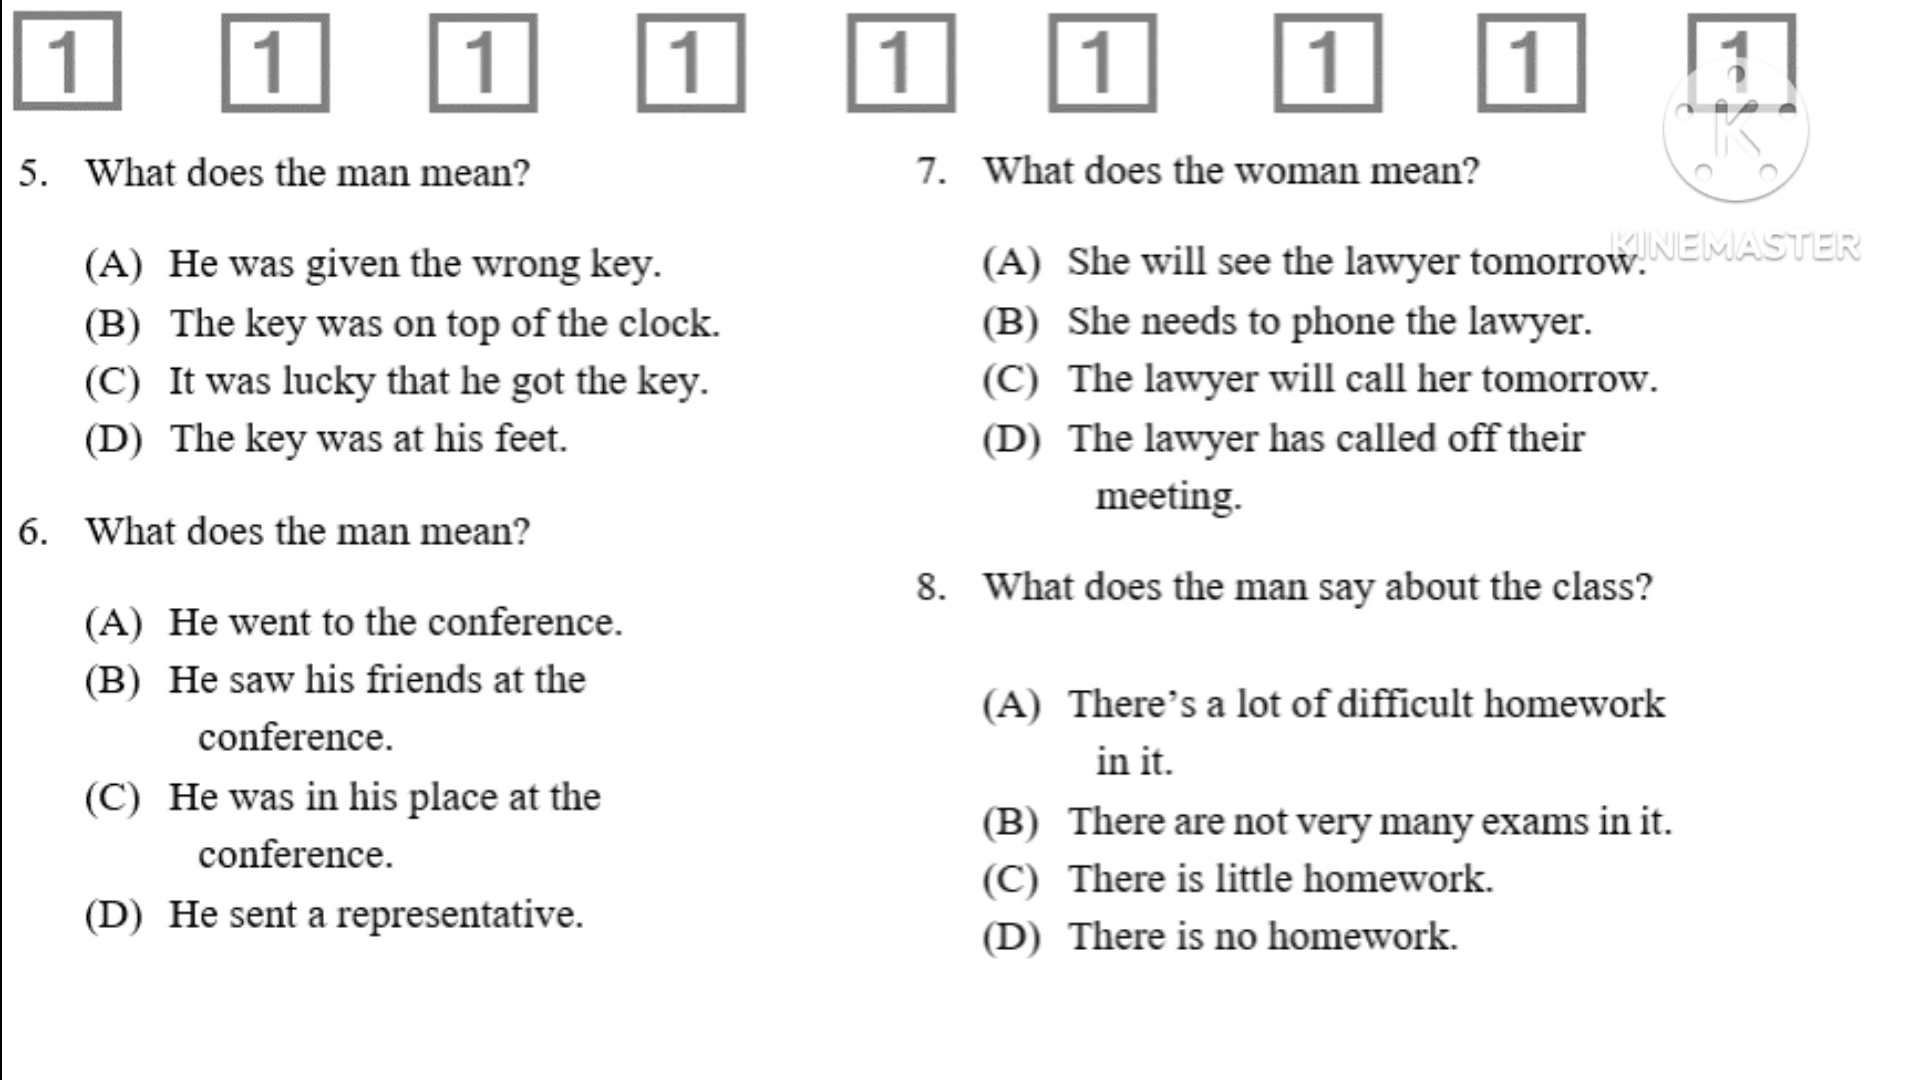 1 1 1 1 1 1 1 1 1
5. What does the man mean?
(A) He was given the wrong key.
(B) The key was on top of the clock.
(C) It was lucky that he got the key.
(D) The key was at his feet.
6. What does the man mean?
(A) He went to the conference.
(B) He saw his friends at the
conference.
(C) He was in his place at the
conference.
(D) He sent a representative.
7. What does the woman mean?
(A) She will see the lawyer tomorrow.
(B) She needs to phone the lawyer.
(C) The lawyer will call her tomorrow.
(D) The lawyer has called off their
meeting.
8. What does the man say about the class?
(A) There’s a lot of difficult homework
in it.
(B) There are not very many exams in it.
(C) There is little homework.
(D) There is no homework.
K
KINEMASTER